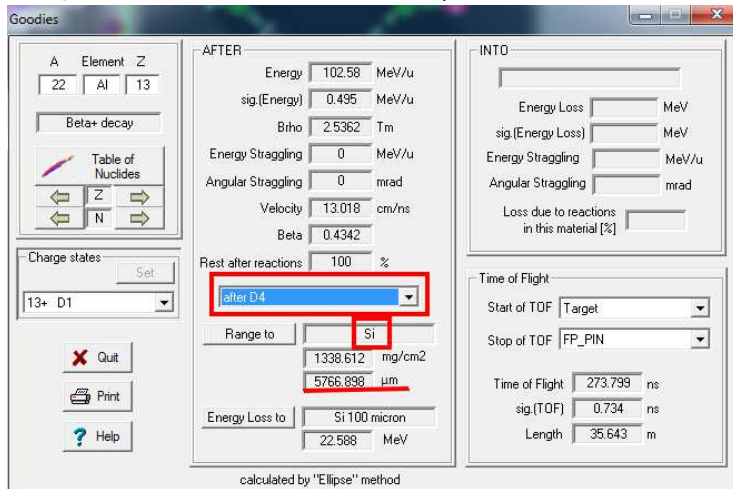 Goodies
A Element Z
22 Al 13
Beta+ decay
Table of
Nuclides
Z
N
Charge states
Set
13+ D1
Quit
Print
Help
AFTER
Energy 102.58 MeV/u
sig.(Energy) 0.495 MeV/u
Brho 2.5362 Tm
Energy Straggling 0 MeV/u
Angular Straggling 0 mrad
Velocity 13.018 cm/ns
Beta 0.4342
Rest after reactions 100 %
after D4
Range to Si
1338.612 mg/cm2
5766.898 µm
Energy Loss to Si 100 micron
22.588 MeV
calculated by "Ellipse" method
INTO
Energy Loss MeV
sig.(Energy Loss) MeV
Energy Straggling MeV/u
Angular Straggling mrad
Loss due to reactions
in this material [%]
Time of Flight
Start of TOF Target
Stop of TOF FP_PIN
Time of Flight 273.799 ns
sig.(TOF) 0.734 ns
Length 35.643 m